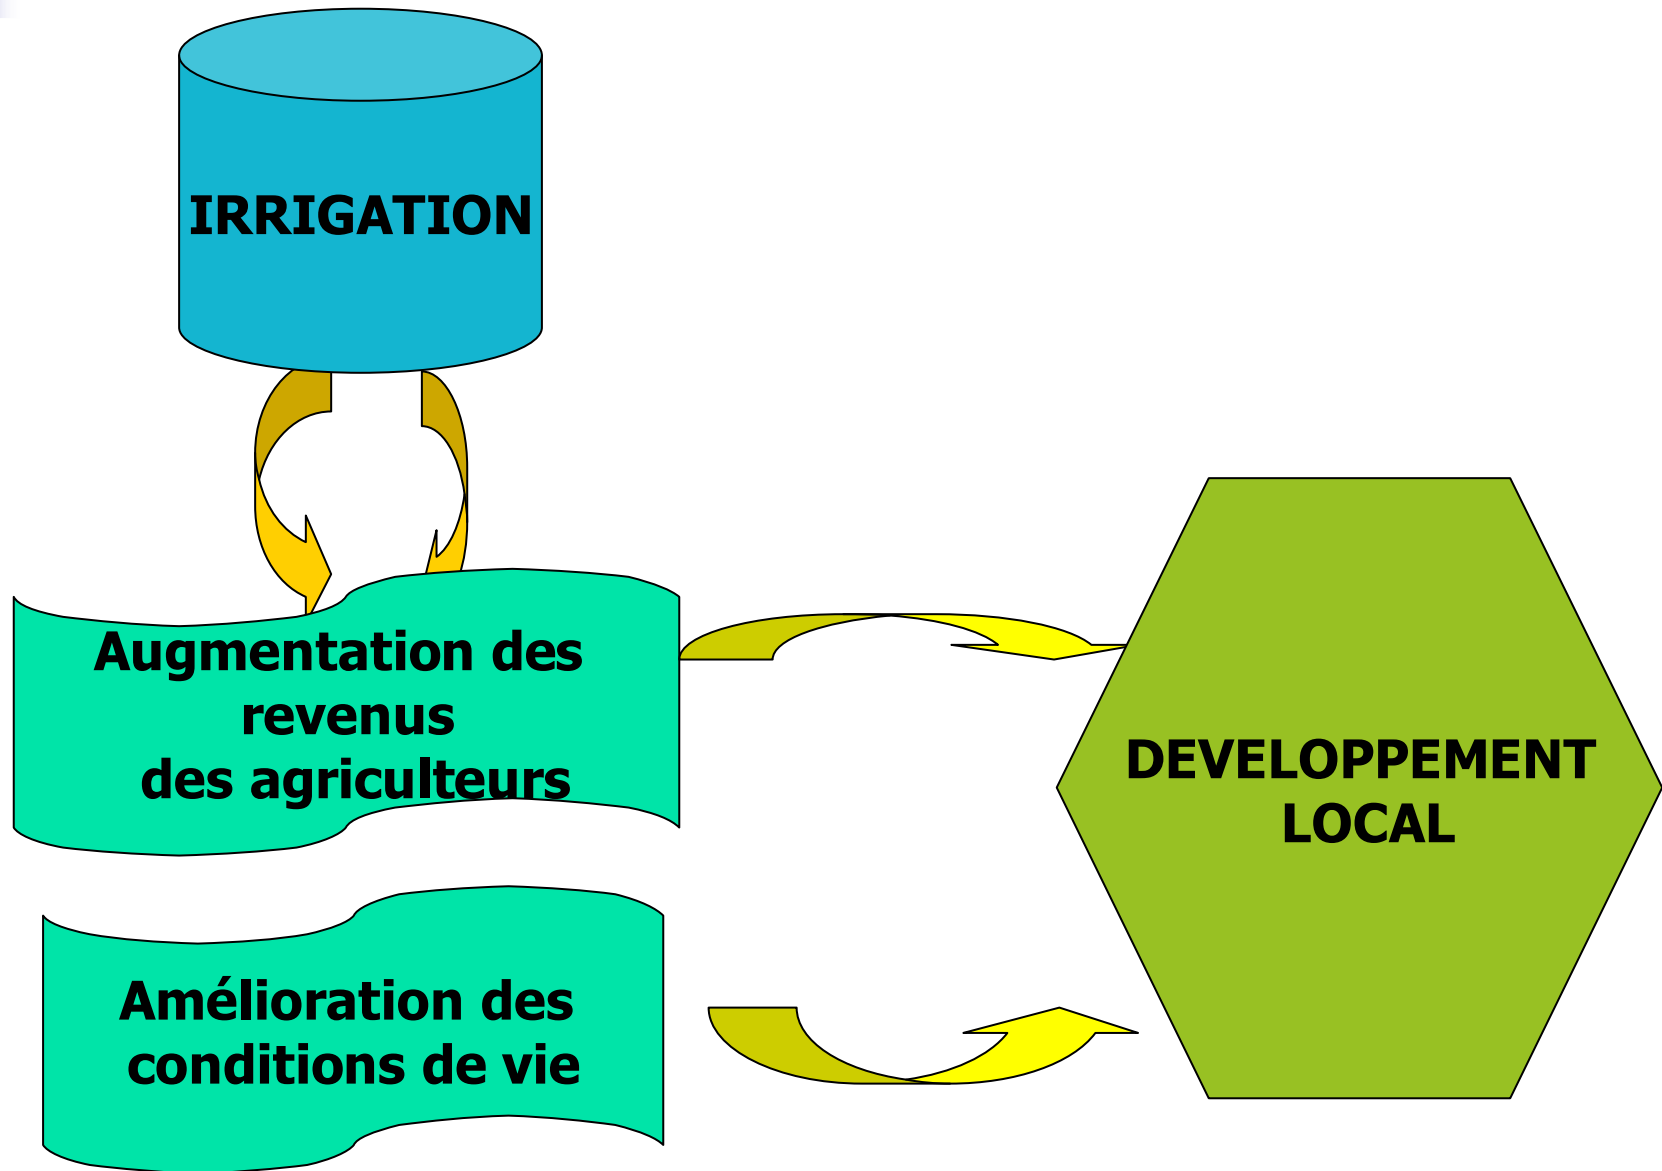 IRRIGATION
Augmentation des
revenus
des agriculteurs
DEVELOPPEMENT
LOCAL
Amélioration des
conditions de vie